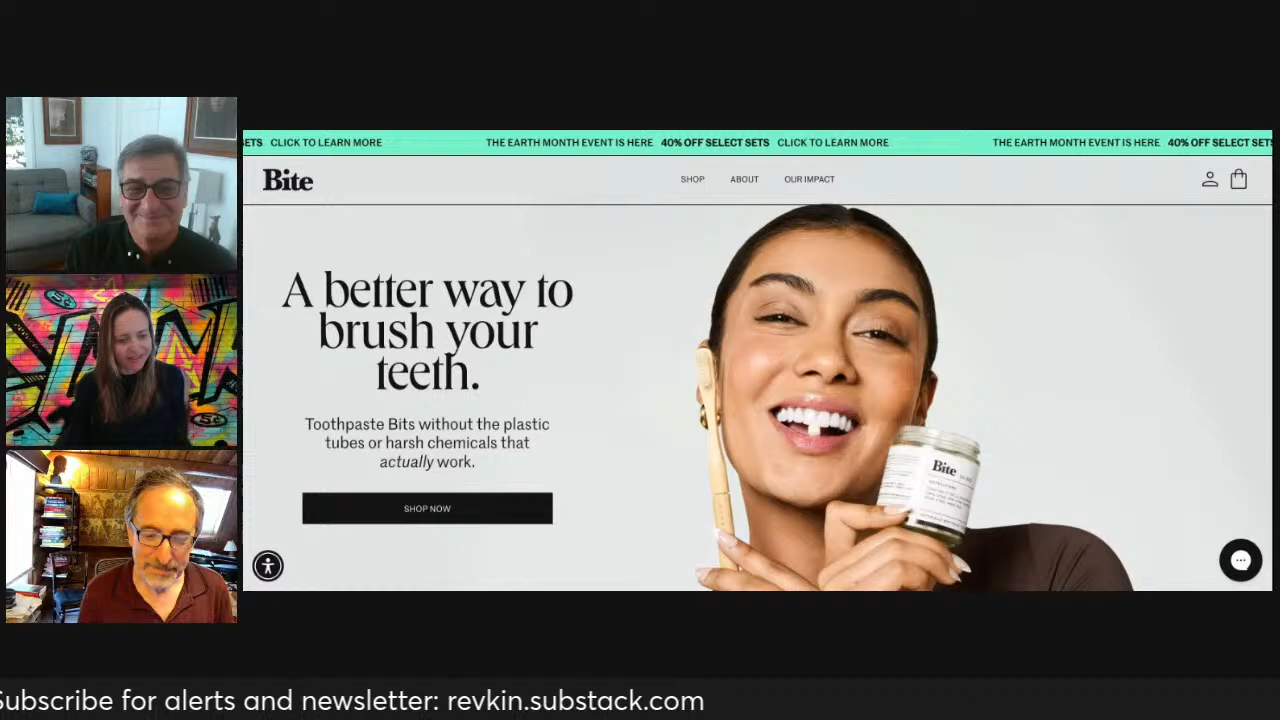 SETS CLICK TO LEARN MORE THE EARTH MONTH EVENT IS HERE 40% OFF SELECT SETS CLICK TO LEARN MORE THE EARTH MONTH EVENT IS HERE 40% OFF SELECT SETS
Bite SHOP ABOUT OUR IMPACT
A better way to
brush your
teeth.
Toothpaste Bits without the plastic
tubes or harsh chemicals that
actually work.
SHOP NOW
Bite
5¢
5¢
Subscribe for alerts and newsletter: revkin.substack.com